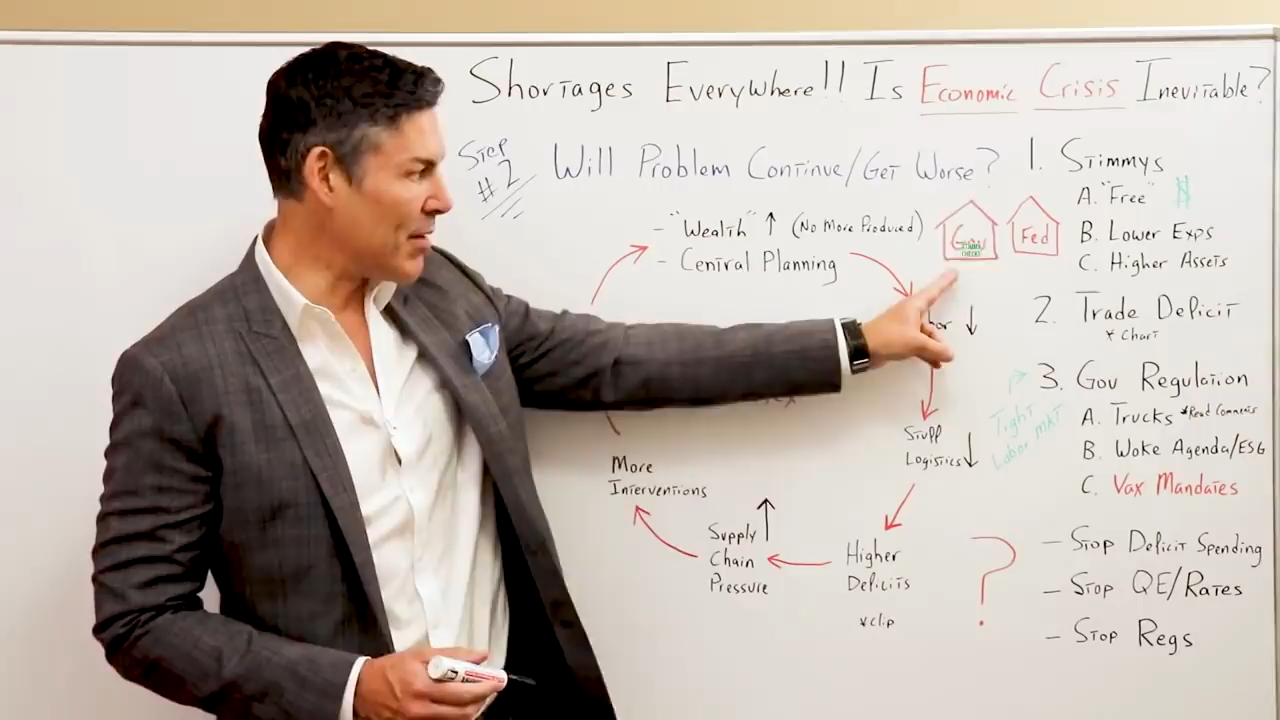 Shortages Everywhere!! Is Economic Crisis Inevitable?
Step
#2
Will Problem Continue/Get Worse?
- "Wealth" ↑ (No More Produced)
- Central Planning
Fed
Stuff
Logistics ↓
Higher
Deficits
*clip
Supply
Chain
Pressure ↑
More
Interventions
1. Stimmys
A. "Free" $
B. Lower Exps
C. Higher Assets
2. Trade Deficit
* Chart
3. Gov Regulation
Tight
Labor MKT
A. Trucks *Read Comments
B. Woke Agenda/ESG
C. Vax Mandates
?
- Stop Deficit Spending
- Stop QE/Rates
- Stop Regs